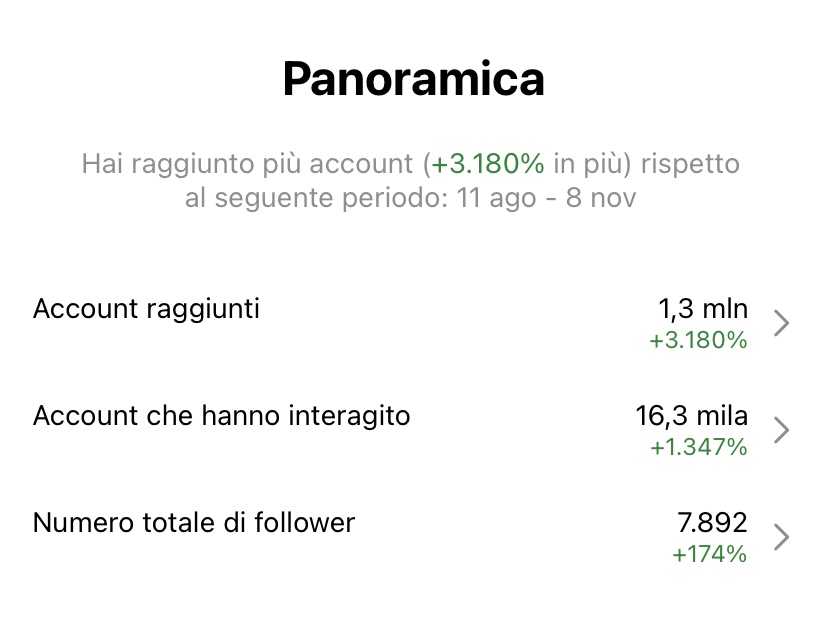 Panoramica
Hai raggiunto più account (+3.180% in più) rispetto
al seguente periodo: 11 ago - 8 nov
Account raggiunti
1,3 mln
+3.180%
Account che hanno interagito
16,3 mila
+1.347%
Numero totale di follower
7.892
+174%